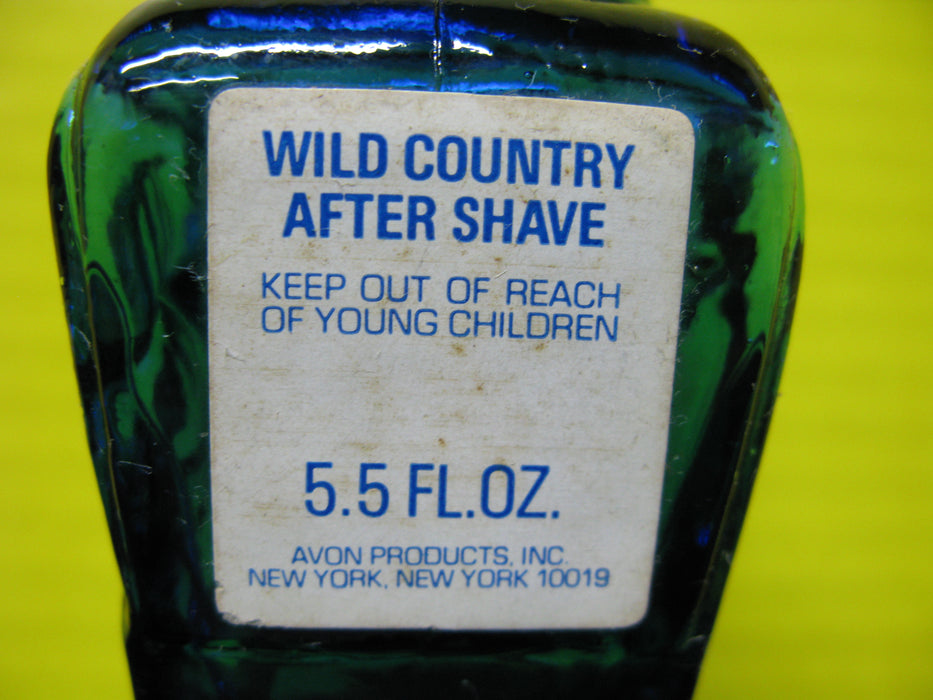 WILD COUNTRY
AFTER SHAVE
KEEP OUT OF REACH
OF YOUNG CHILDREN
5.5 FL.OZ.
AVON PRODUCTS, INC.
NEW YORK, NEW YORK 10019